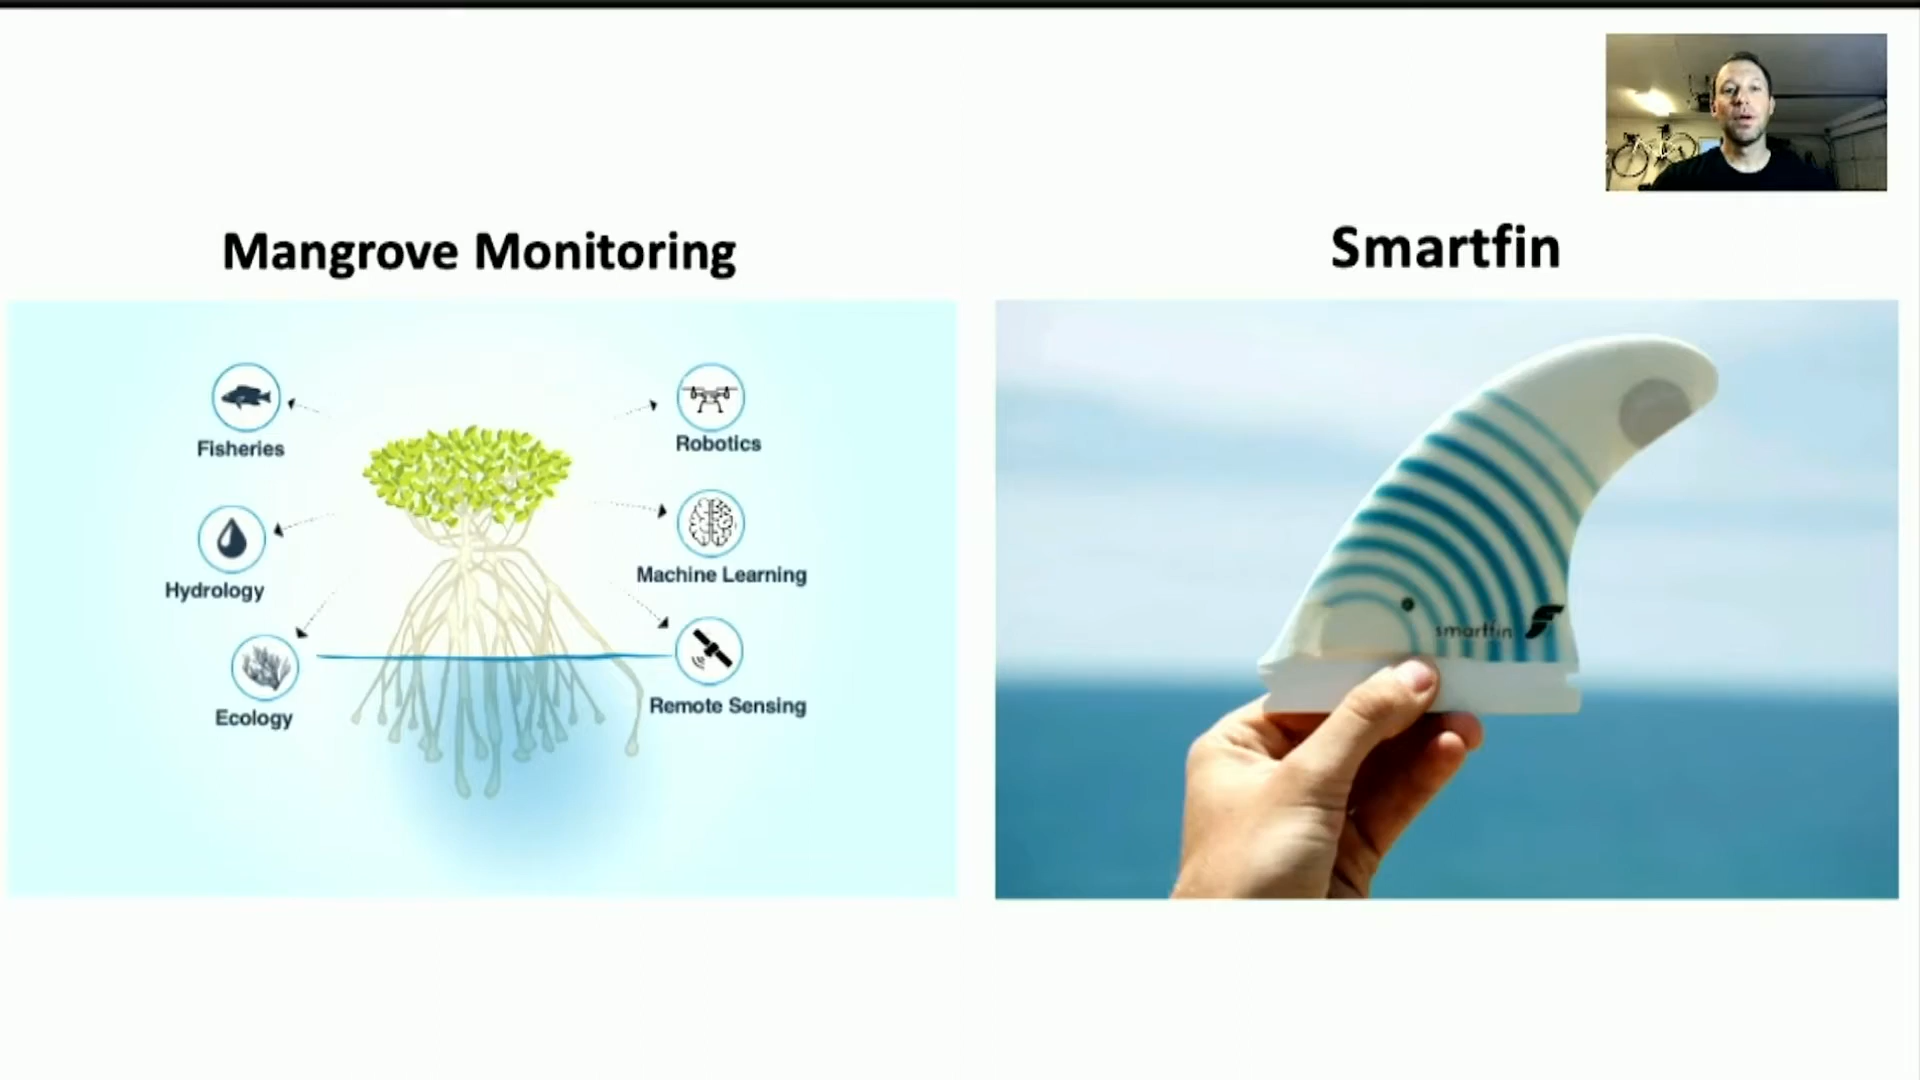 Mangrove Monitoring
Smartfin
Fisheries
Robotics
Hydrology
Machine Learning
Ecology
Remote Sensing
smartfin